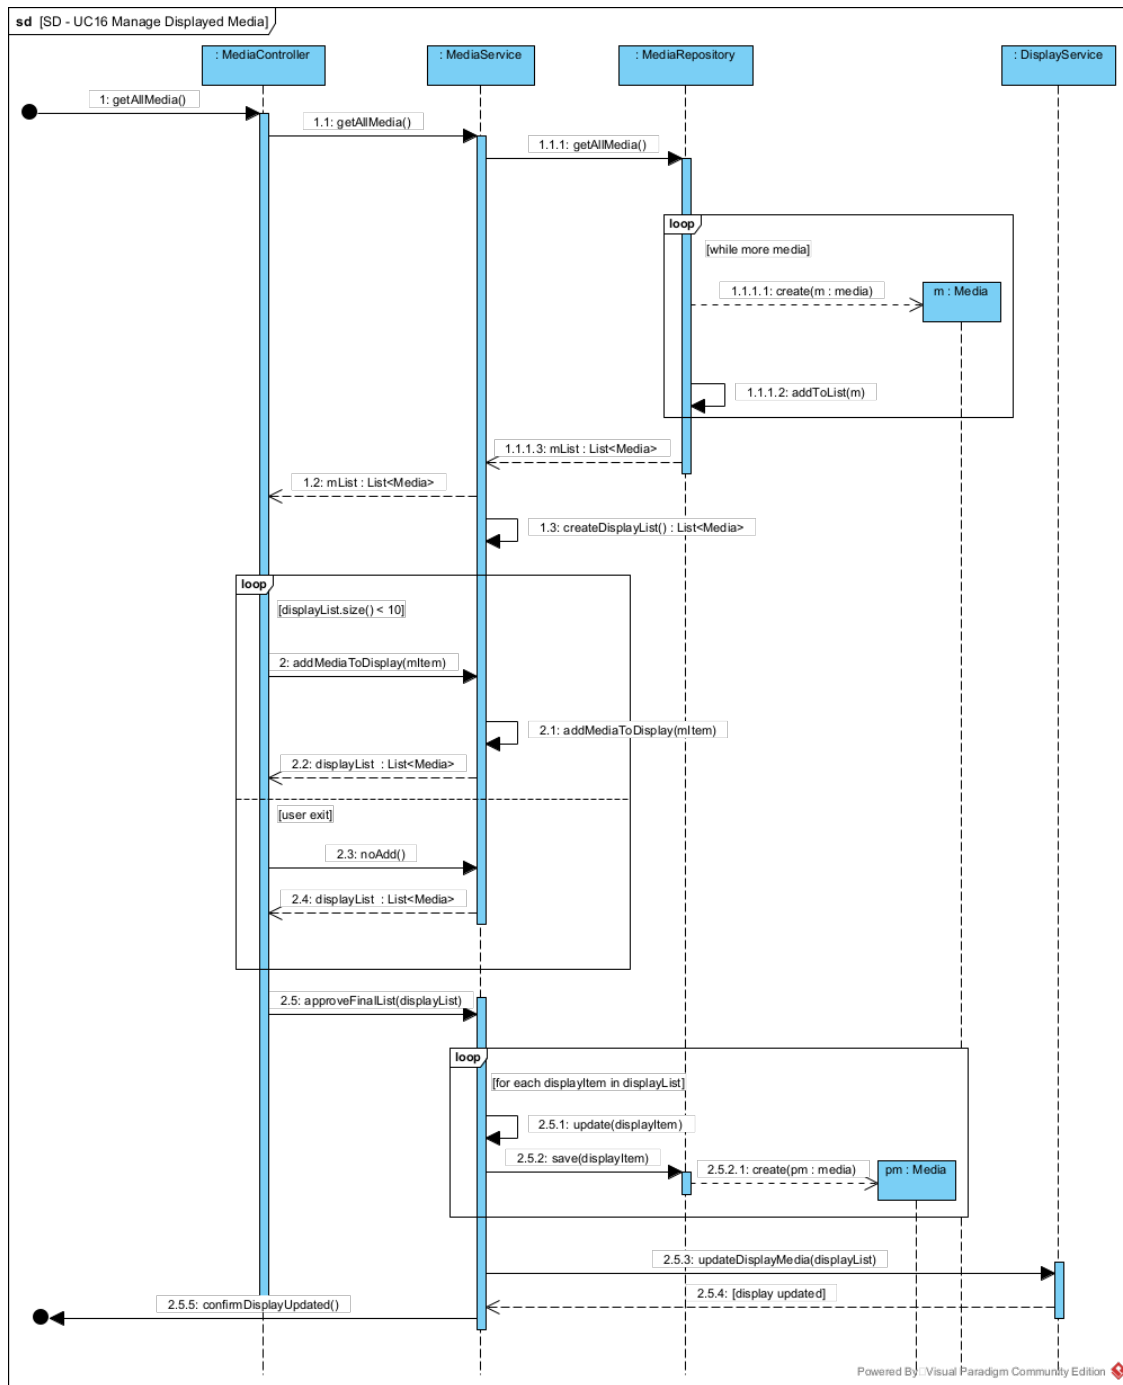 sd [SD - UC16 Manage Displayed Media]
: MediaController
: MediaService
: MediaRepository
: DisplayService
1: getAllMedia()
1.1: getAllMedia()
1.1.1: getAllMedia()
loop
[while more media]
1.1.1.1: create(m : media)
m : Media
1.1.1.2: addToList(m)
1.1.1.3: mList : List<Media>
1.2: mList : List<Media>
1.3: createDisplayList() : List<Media>
loop
[displayList.size() < 10]
2: addMediaToDisplay(mItem)
2.1: addMediaToDisplay(mItem)
2.2: displayList : List<Media>
[user exit]
2.3: noAdd()
2.4: displayList : List<Media>
2.5: approveFinalList(displayList)
loop
[for each displayItem in displayList]
2.5.1: update(displayItem)
2.5.2: save(displayItem)
2.5.2.1: create(pm : media)
pm : Media
2.5.3: updateDisplayMedia(displayList)
2.5.4: [display updated]
2.5.5: confirmDisplayUpdated()
Powered By Visual Paradigm Community Edition